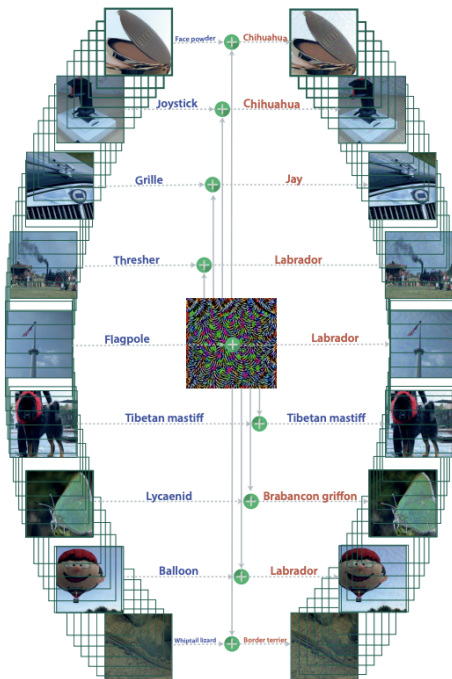 Face powder Chihuahua
Joystick Chihuahua
Grille Jay
Thresher Labrador
Flagpole Labrador
Tibetan mastiff Tibetan mastiff
Lycaenid Brabancon griffon
Balloon Labrador
Whiptail lizard Border terrier